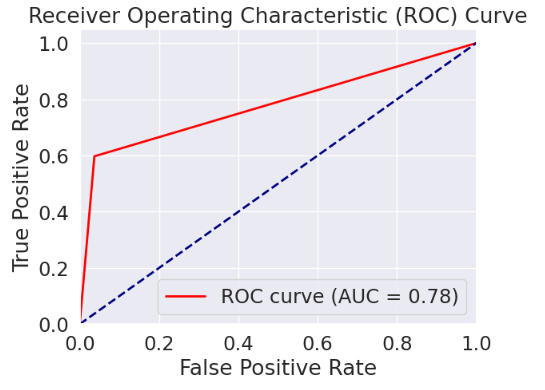 Receiver Operating Characteristic (ROC) Curve
1.0
0.8
0.6
0.4
0.2
0.0
True Positive Rate
ROC curve (AUC = 0.78)
0.0 0.2 0.4 0.6 0.8 1.0
False Positive Rate